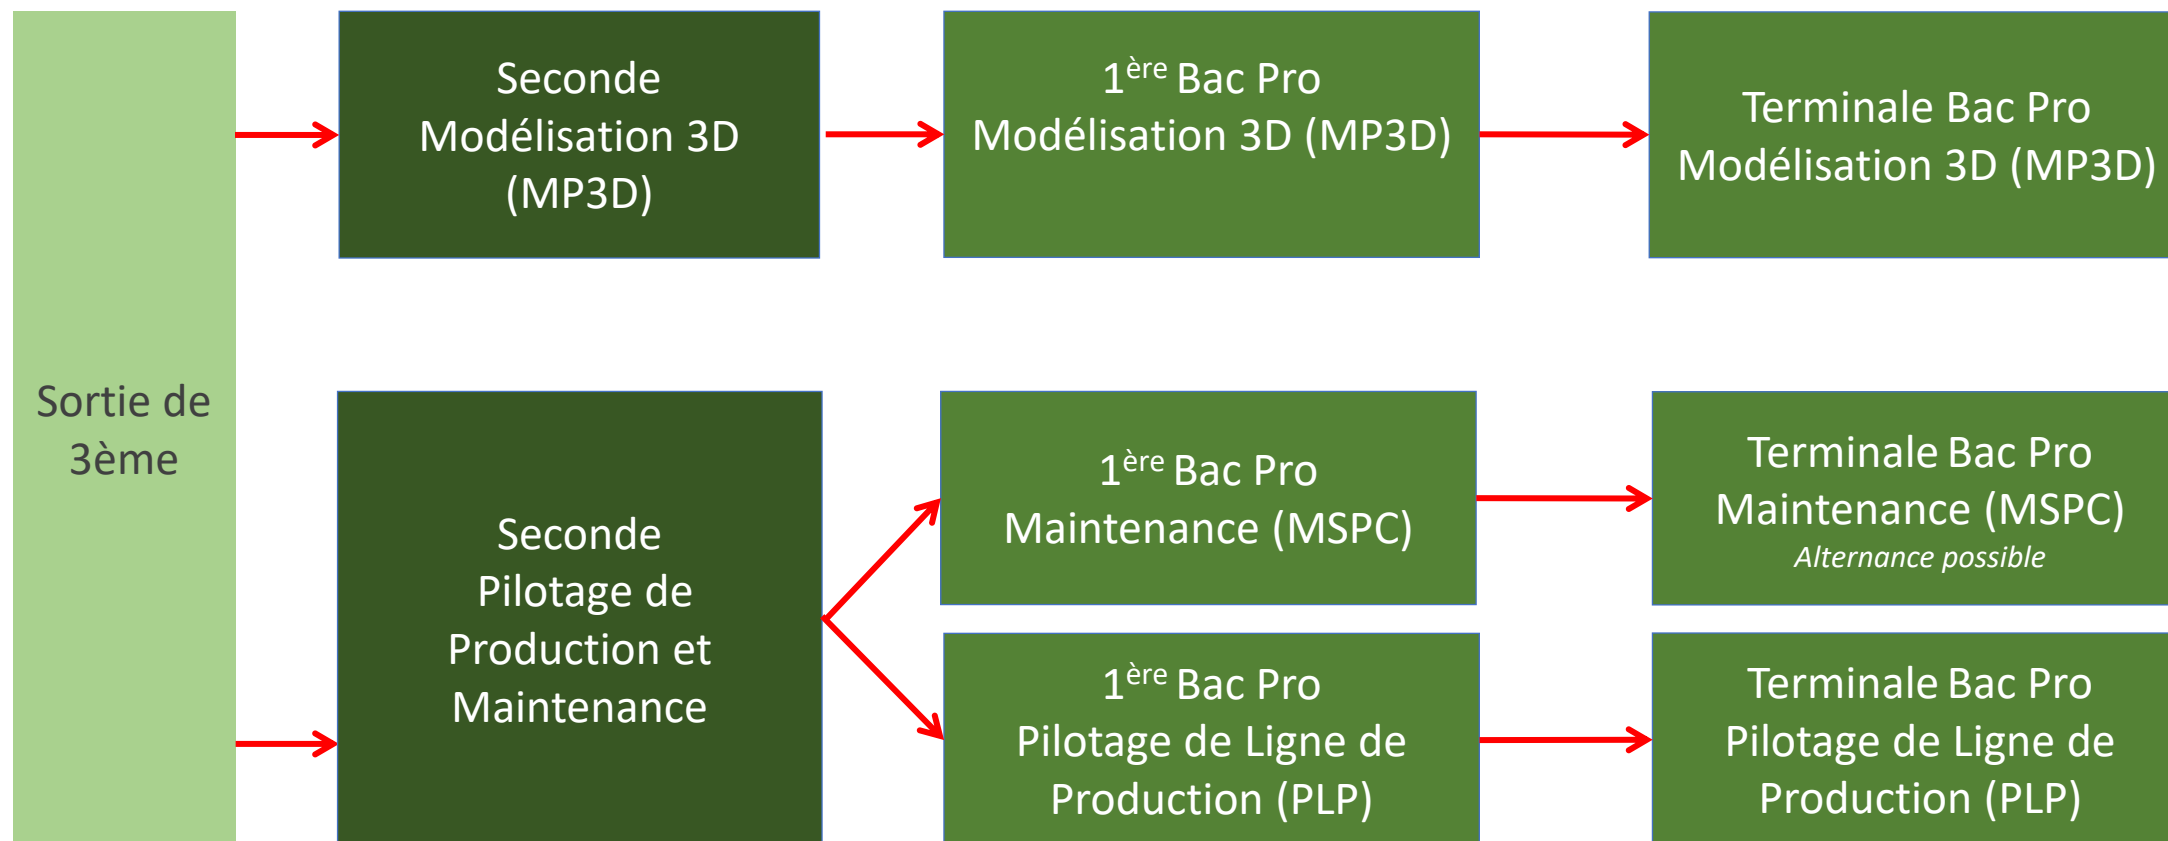 Sortie de
3ème
Seconde
Modélisation 3D
(MP3D)
1ère Bac Pro
Modélisation 3D (MP3D)
Terminale Bac Pro
Modélisation 3D (MP3D)
Seconde
Pilotage de
Production et
Maintenance
1ère Bac Pro
Maintenance (MSPC)
Terminale Bac Pro
Maintenance (MSPC)
Alternance possible
1ère Bac Pro
Pilotage de Ligne de
Production (PLP)
Terminale Bac Pro
Pilotage de Ligne de
Production (PLP)